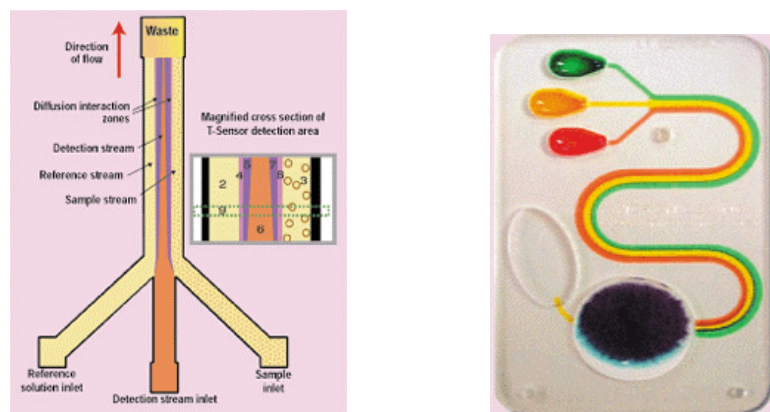 Waste
Direction
of flow
Diffusion interaction
zones
Detection stream
Reference stream
Sample stream
Magnified cross section of
T-Sensor detection area
2
4
5
7
8
3
9
6
Reference
solution inlet
Detection stream inlet
Sample
inlet